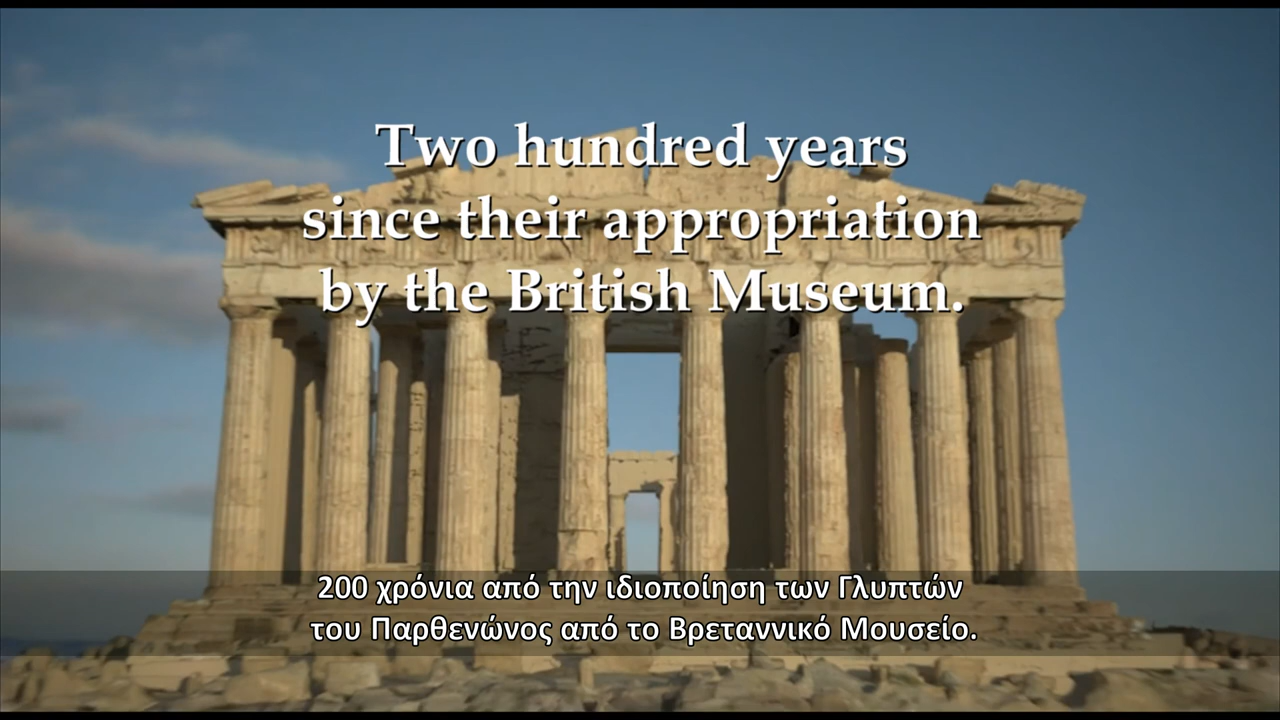 Two hundred years
since their appropriation
by the British Museum.
200 χρόνια από την ιδιοποίηση των Γλυπτών
του Παρθενώνος από το Βρεταννικό Μουσείο.